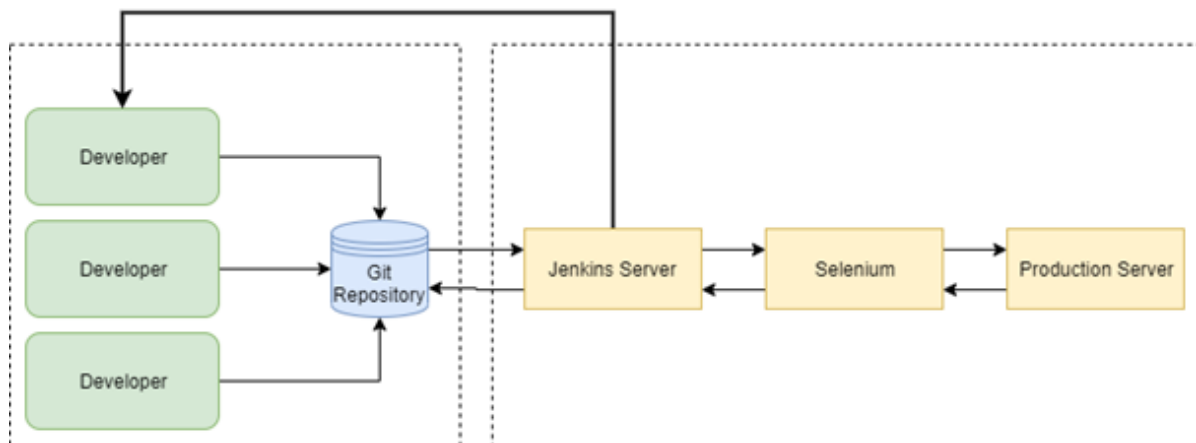 Developer
Developer
Developer
Git
Repository
Jenkins Server
Selenium
Production Server